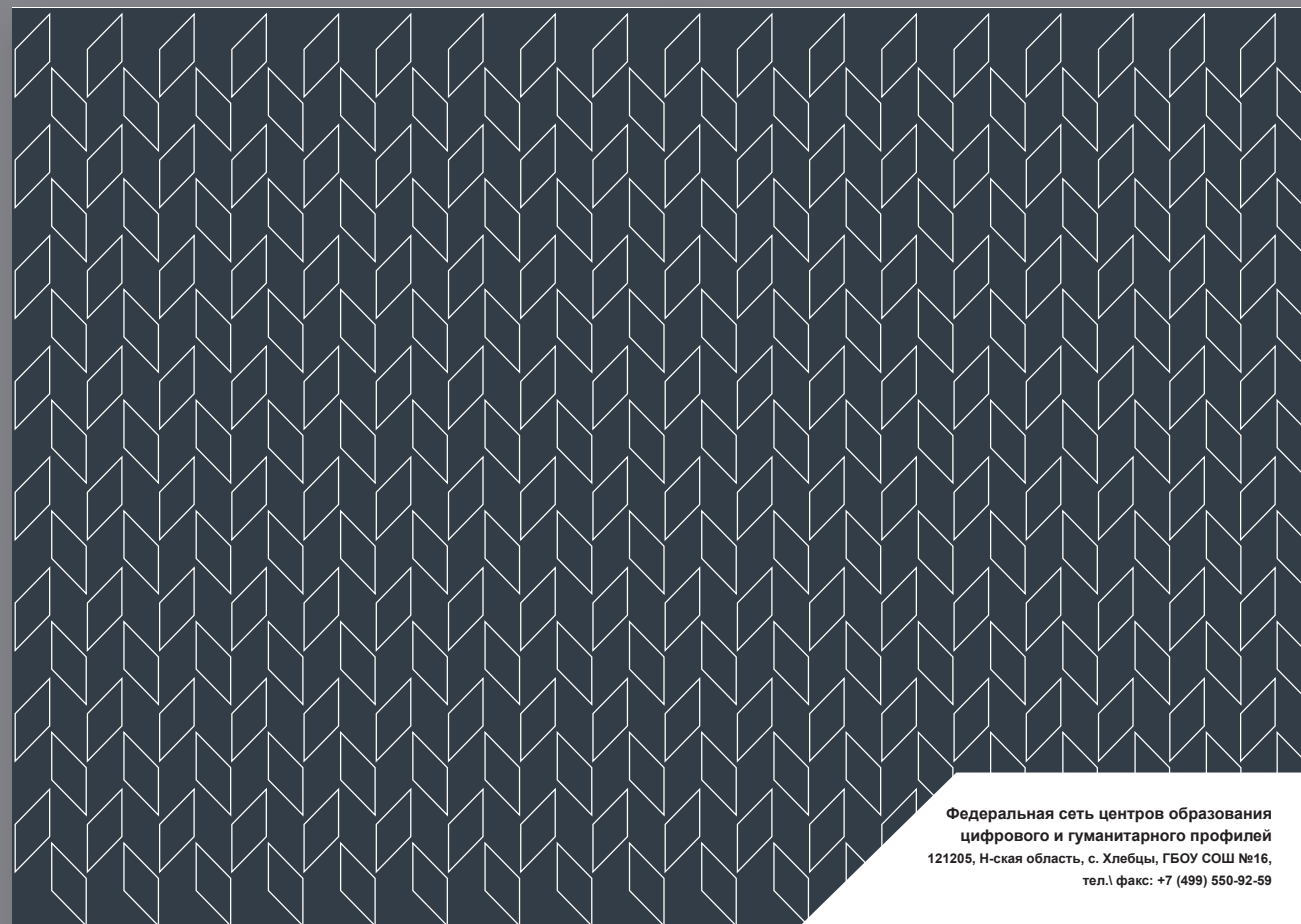 Федеральная сеть центров образования
цифрового и гуманитарного профилей
121205, Н-ская область, с. Хлебцы, ГБОУ СОШ №16,
тел.\ факс: +7 (499) 550-92-59